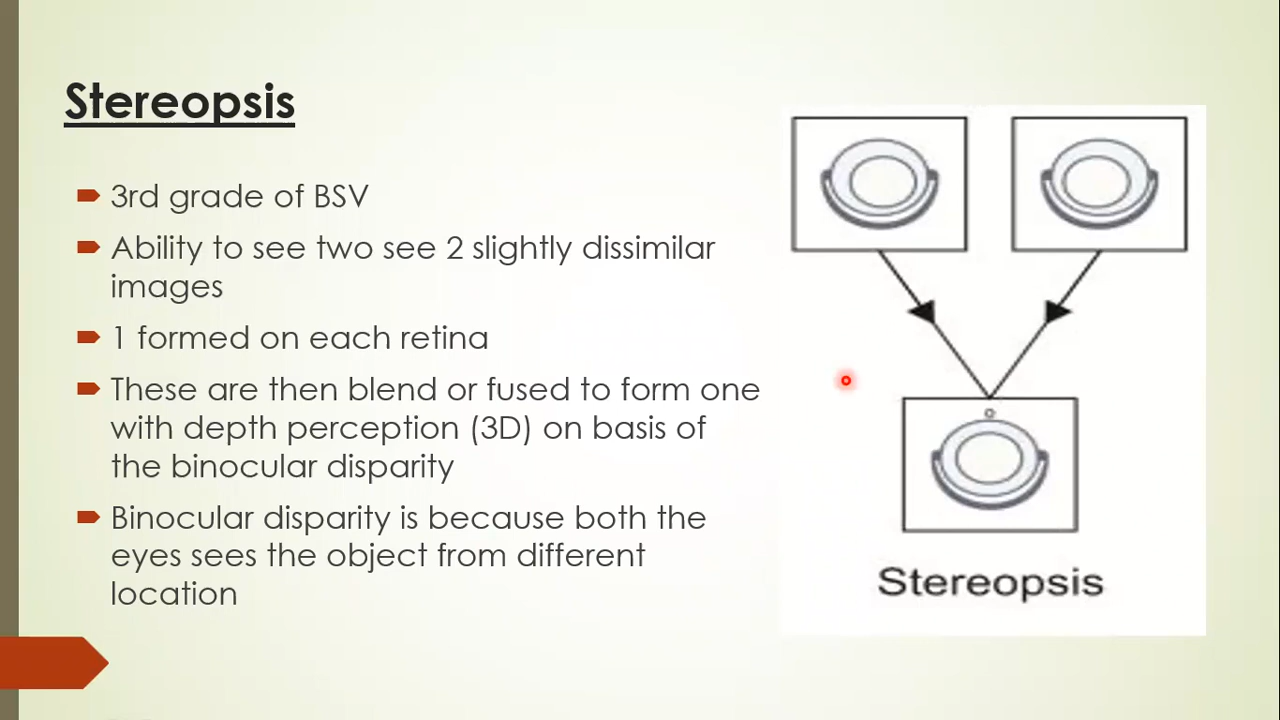 Stereopsis
3rd grade of BSV
Ability to see two see 2 slightly dissimilar
images
1 formed on each retina
These are then blend or fused to form one
with depth perception (3D) on basis of
the binocular disparity
Binocular disparity is because both the
eyes sees the object from different
location
Stereopsis